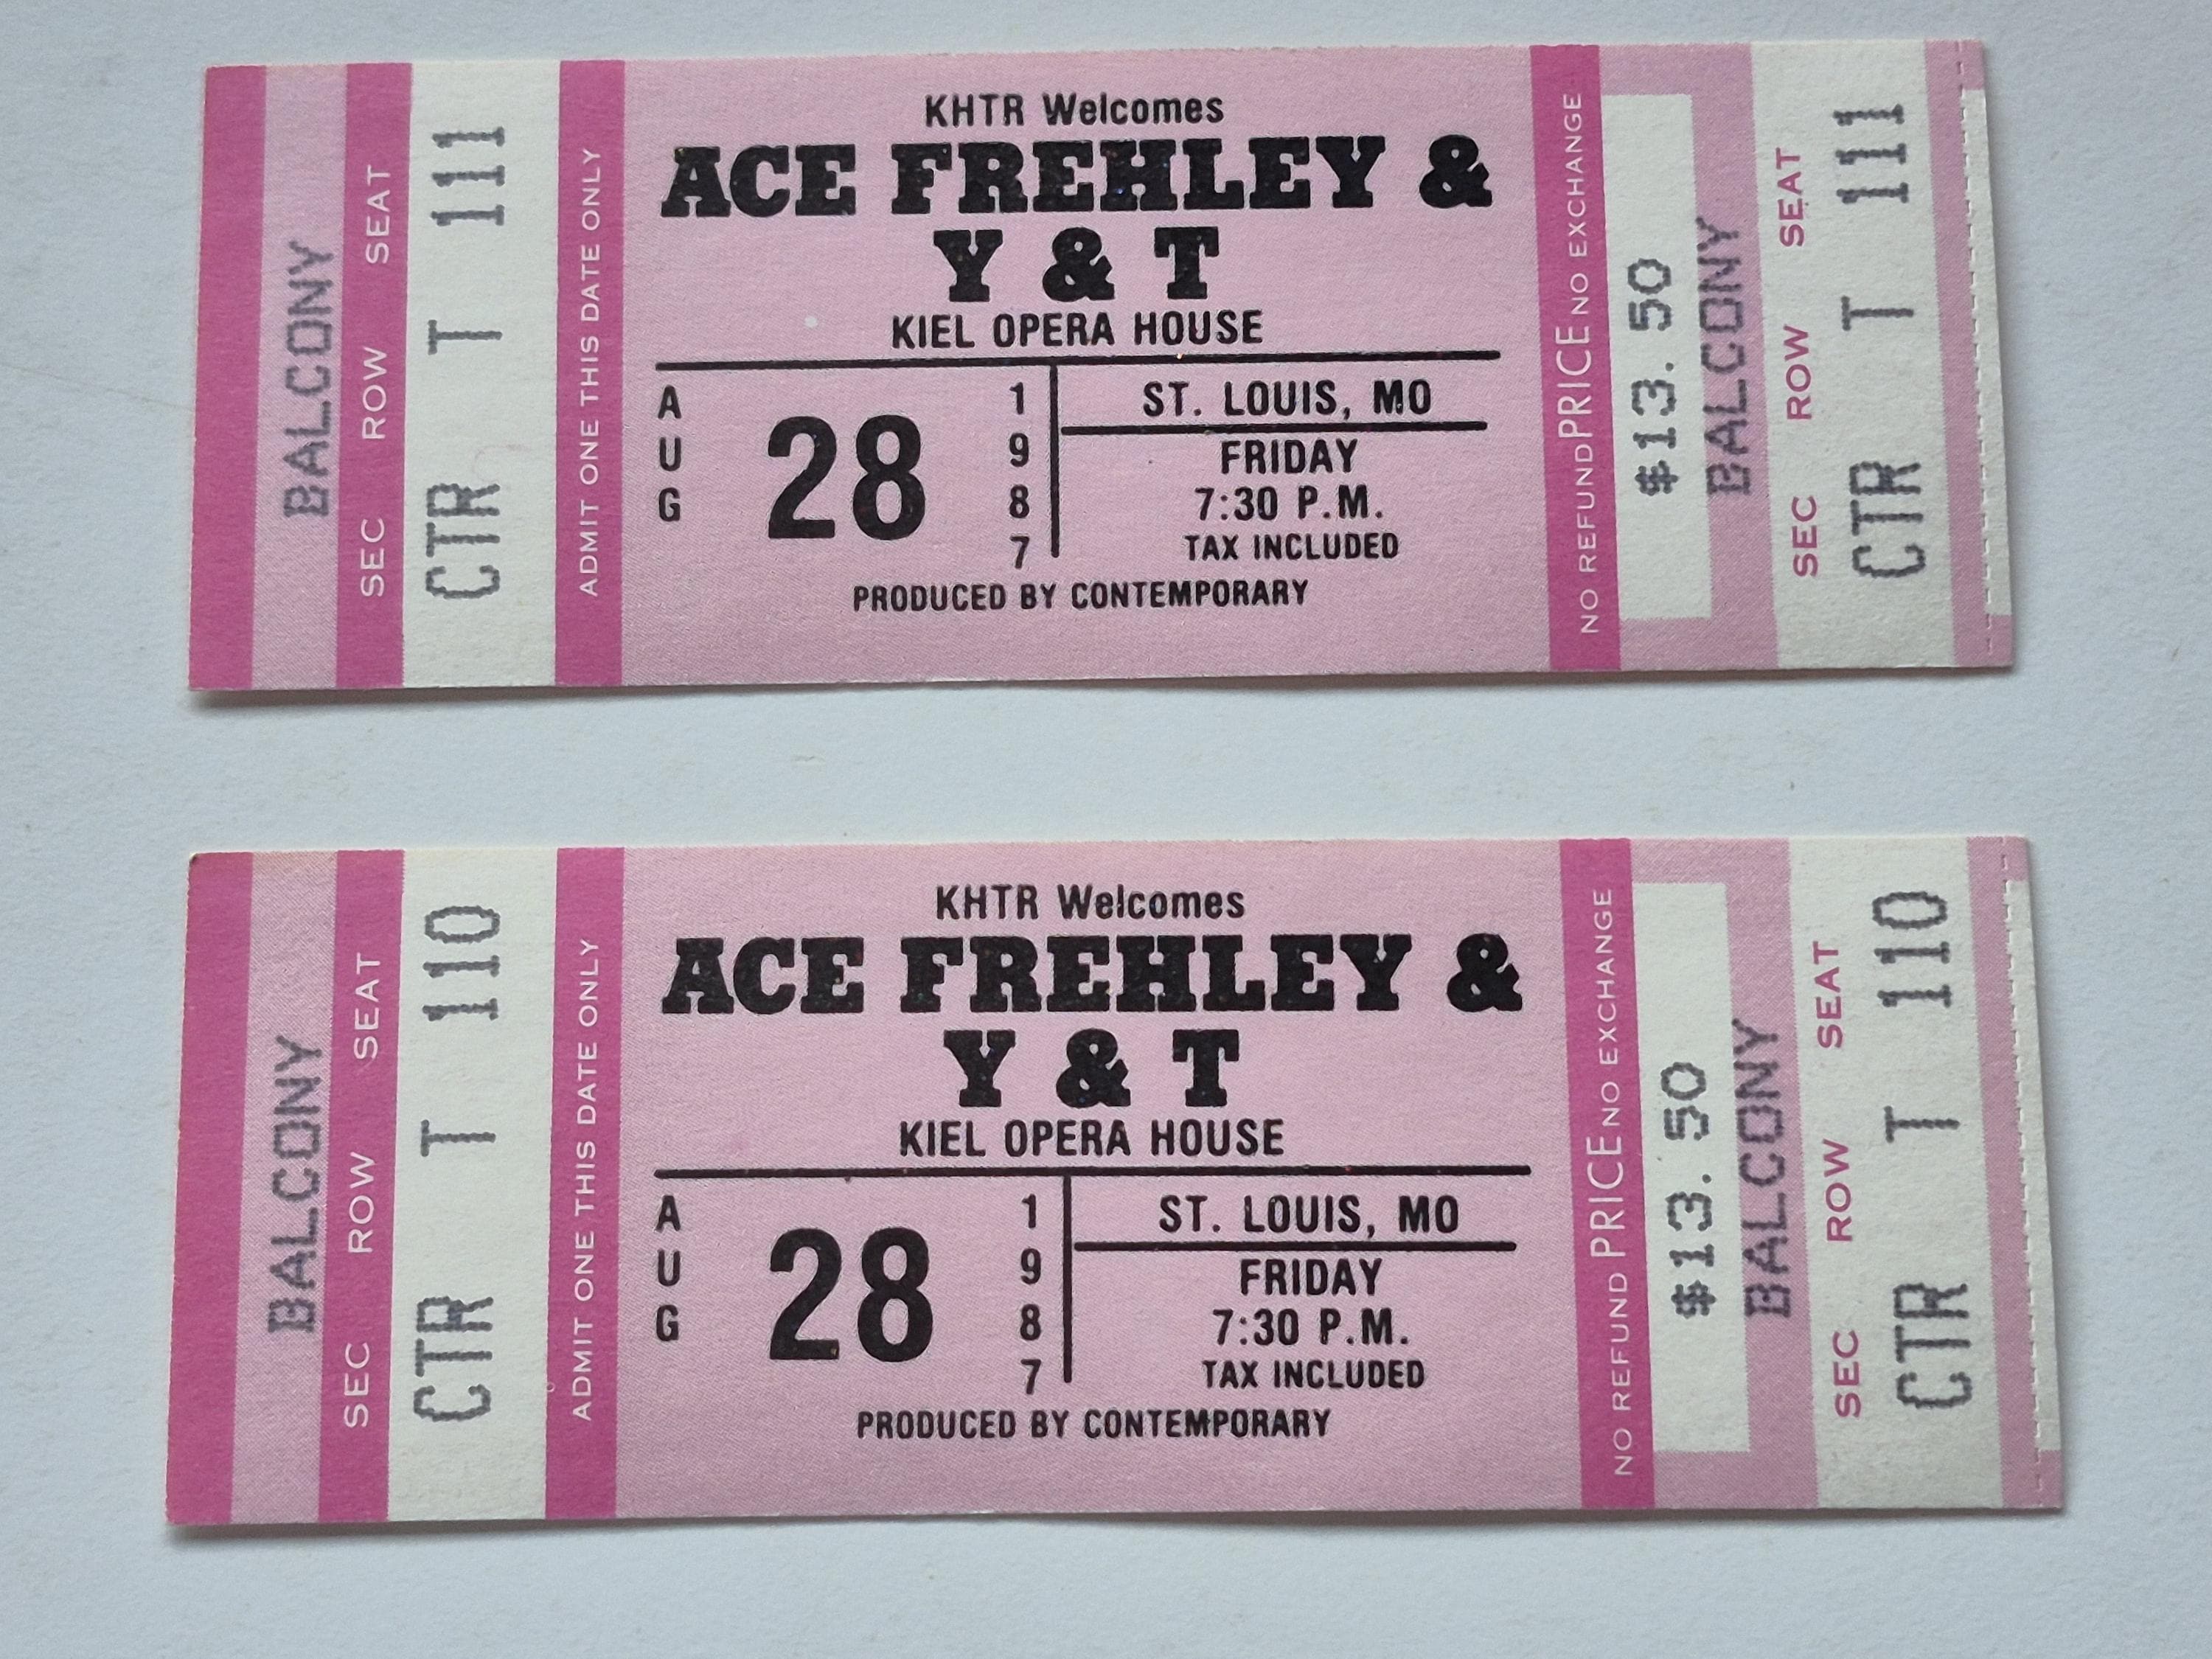 BALCONY
SEC ROW SEAT
CTR T 111
ADMIT ONE THIS DATE ONLY
KHTR Welcomes
ACE FREHLEY &
Y & T
KIEL OPERA HOUSE
AUG
28
1987
ST. LOUIS, MO
FRIDAY
7:30 P.M.
TAX INCLUDED
PRODUCED BY CONTEMPORARY
NO REFUND PRICE NO EXCHANGE
$13.50
BALCONY
SEC ROW SEAT
CTR T 111
BALCONY
SEC ROW SEAT
CTR T 110
ADMIT ONE THIS DATE ONLY
KHTR Welcomes
ACE FREHLEY &
Y & T
KIEL OPERA HOUSE
AUG
28
1987
ST. LOUIS, MO
FRIDAY
7:30 P.M.
TAX INCLUDED
PRODUCED BY CONTEMPORARY
NO REFUND PRICE NO EXCHANGE
$13.50
BALCONY
SEC ROW SEAT
CTR T 110